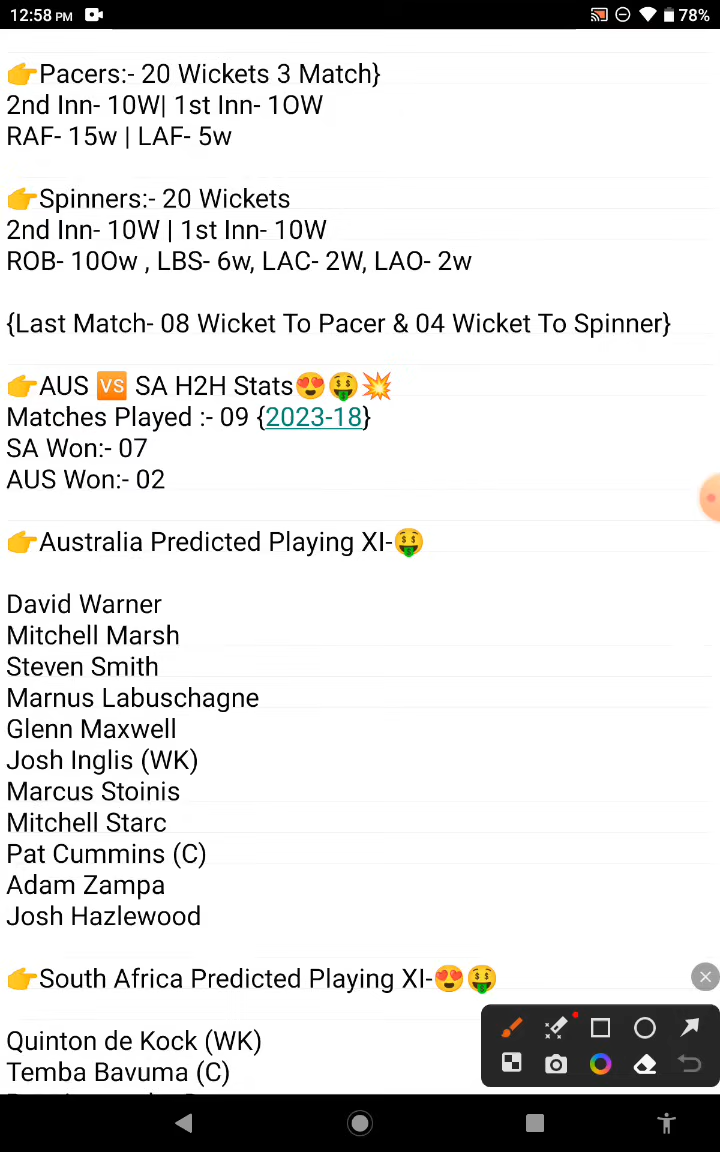 12:58 PM 78%
👉Pacers:- 20 Wickets 3 Match}
2nd Inn- 10W| 1st Inn- 1OW
RAF- 15w | LAF- 5w
👉Spinners:- 20 Wickets
2nd Inn- 10W | 1st Inn- 10W
ROB- 10Ow , LBS- 6w, LAC- 2W, LAO- 2w
{Last Match- 08 Wicket To Pacer & 04 Wicket To Spinner}
👉AUS 🆚 SA H2H Stats😍🤑💥
Matches Played :- 09 {2023-18}
SA Won:- 07
AUS Won:- 02
👉Australia Predicted Playing XI-🤑
David Warner
Mitchell Marsh
Steven Smith
Marnus Labuschagne
Glenn Maxwell
Josh Inglis (WK)
Marcus Stoinis
Mitchell Starc
Pat Cummins (C)
Adam Zampa
Josh Hazlewood
👉South Africa Predicted Playing XI-😍🤑
Quinton de Kock (WK)
Temba Bavuma (C)